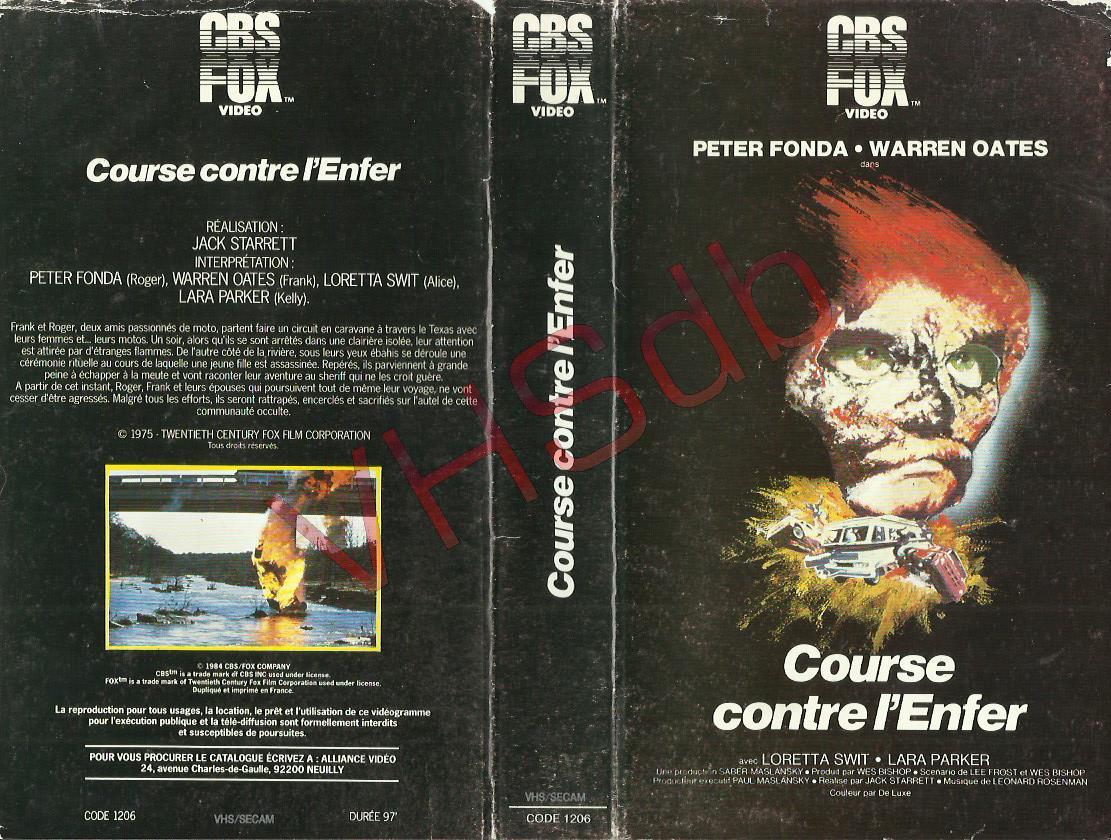 CBS
FOX™
VIDEO
Course contre l'Enfer
RÉALISATION :
JACK STARRETT
INTERPRÉTATION :
PETER FONDA (Roger), WARREN OATES (Frank), LORETTA SWIT (Alice),
LARA PARKER (Kelly).
Frank et Roger, deux amis passionnés de moto, partent faire un circuit en caravane à travers le Texas avec
leurs femmes et... leurs motos. Un soir, alors qu'ils se sont arrêtés dans une clairière isolée, leur attention
est attirée par d'étranges flammes. De l'autre côté de la rivière, sous leurs yeux ébahis se déroule une
cérémonie rituelle au cours de laquelle une jeune fille est assassinée. Repérés, ils parviennent à grande
peine à échapper à la meute et vont raconter leur aventure au sheriff qui ne les croit guère.
A partir de cet instant, Roger, Frank et leurs épouses qui poursuivent tout de même leur voyage, ne vont
cesser d'être agressés. Malgré tous les efforts, ils seront rattrapés, encerclés et sacrifiés sur l'autel de cette
communauté occulte.
© 1975 - TWENTIETH CENTURY FOX FILM CORPORATION
Tous droits réservés.
© 1984 CBS/FOX COMPANY
CBS™ is a trade mark of CBS INC used under license.
FOX™ is a trade mark of Twentieth Century Fox Film Corporation used under license.
Dupliqué et imprimé en France.
La reproduction pour tous usages, la location, le prêt et l'utilisation de ce vidéogramme
pour l'exécution publique et la télé-diffusion sont formellement interdits
et susceptibles de poursuites.
POUR VOUS PROCURER LE CATALOGUE ÉCRIVEZ A : ALLIANCE VIDÉO
24, avenue Charles-de-Gaulle, 92200 NEUILLY
CODE 1206
VHS/SECAM
DURÉE 97'
CBS
FOX™
VIDEO
Course contre l'Enfer
VHS/SECAM
CODE 1206
CBS
FOX™
VIDEO
PETER FONDA • WARREN OATES
dans
Course
contre l'Enfer
avec LORETTA SWIT • LARA PARKER
Une production SABER MASLANSKY • Produit par WES BISHOP • Scenario de LEE FROST et WES BISHOP
Producteur executif PAUL MASLANSKY • Réalisé par JACK STARRETT • Musique de LEONARD ROSENMAN
Couleur par De Luxe
VHSdb